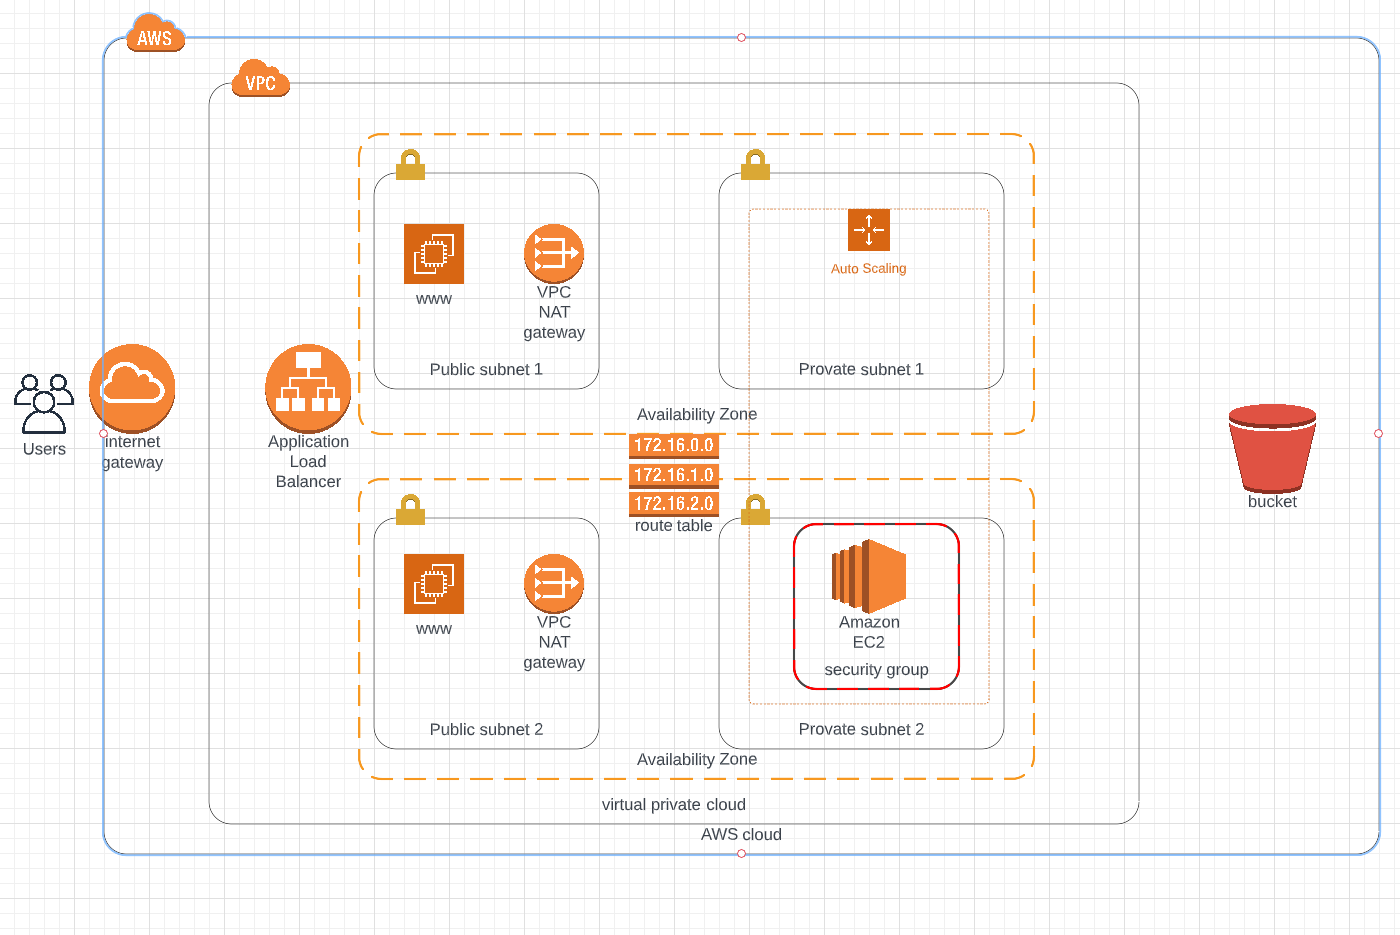 AWS
VPC
Auto Scaling
www
VPC
NAT
gateway
Public subnet 1
Provate subnet 1
Availability Zone
172.16.0.0
172.16.1.0
172.16.2.0
route table
Users
internet
gateway
Application
Load
Balancer
bucket
www
VPC
NAT
gateway
Amazon
EC2
security group
Public subnet 2
Provate subnet 2
Availability Zone
virtual private cloud
AWS cloud